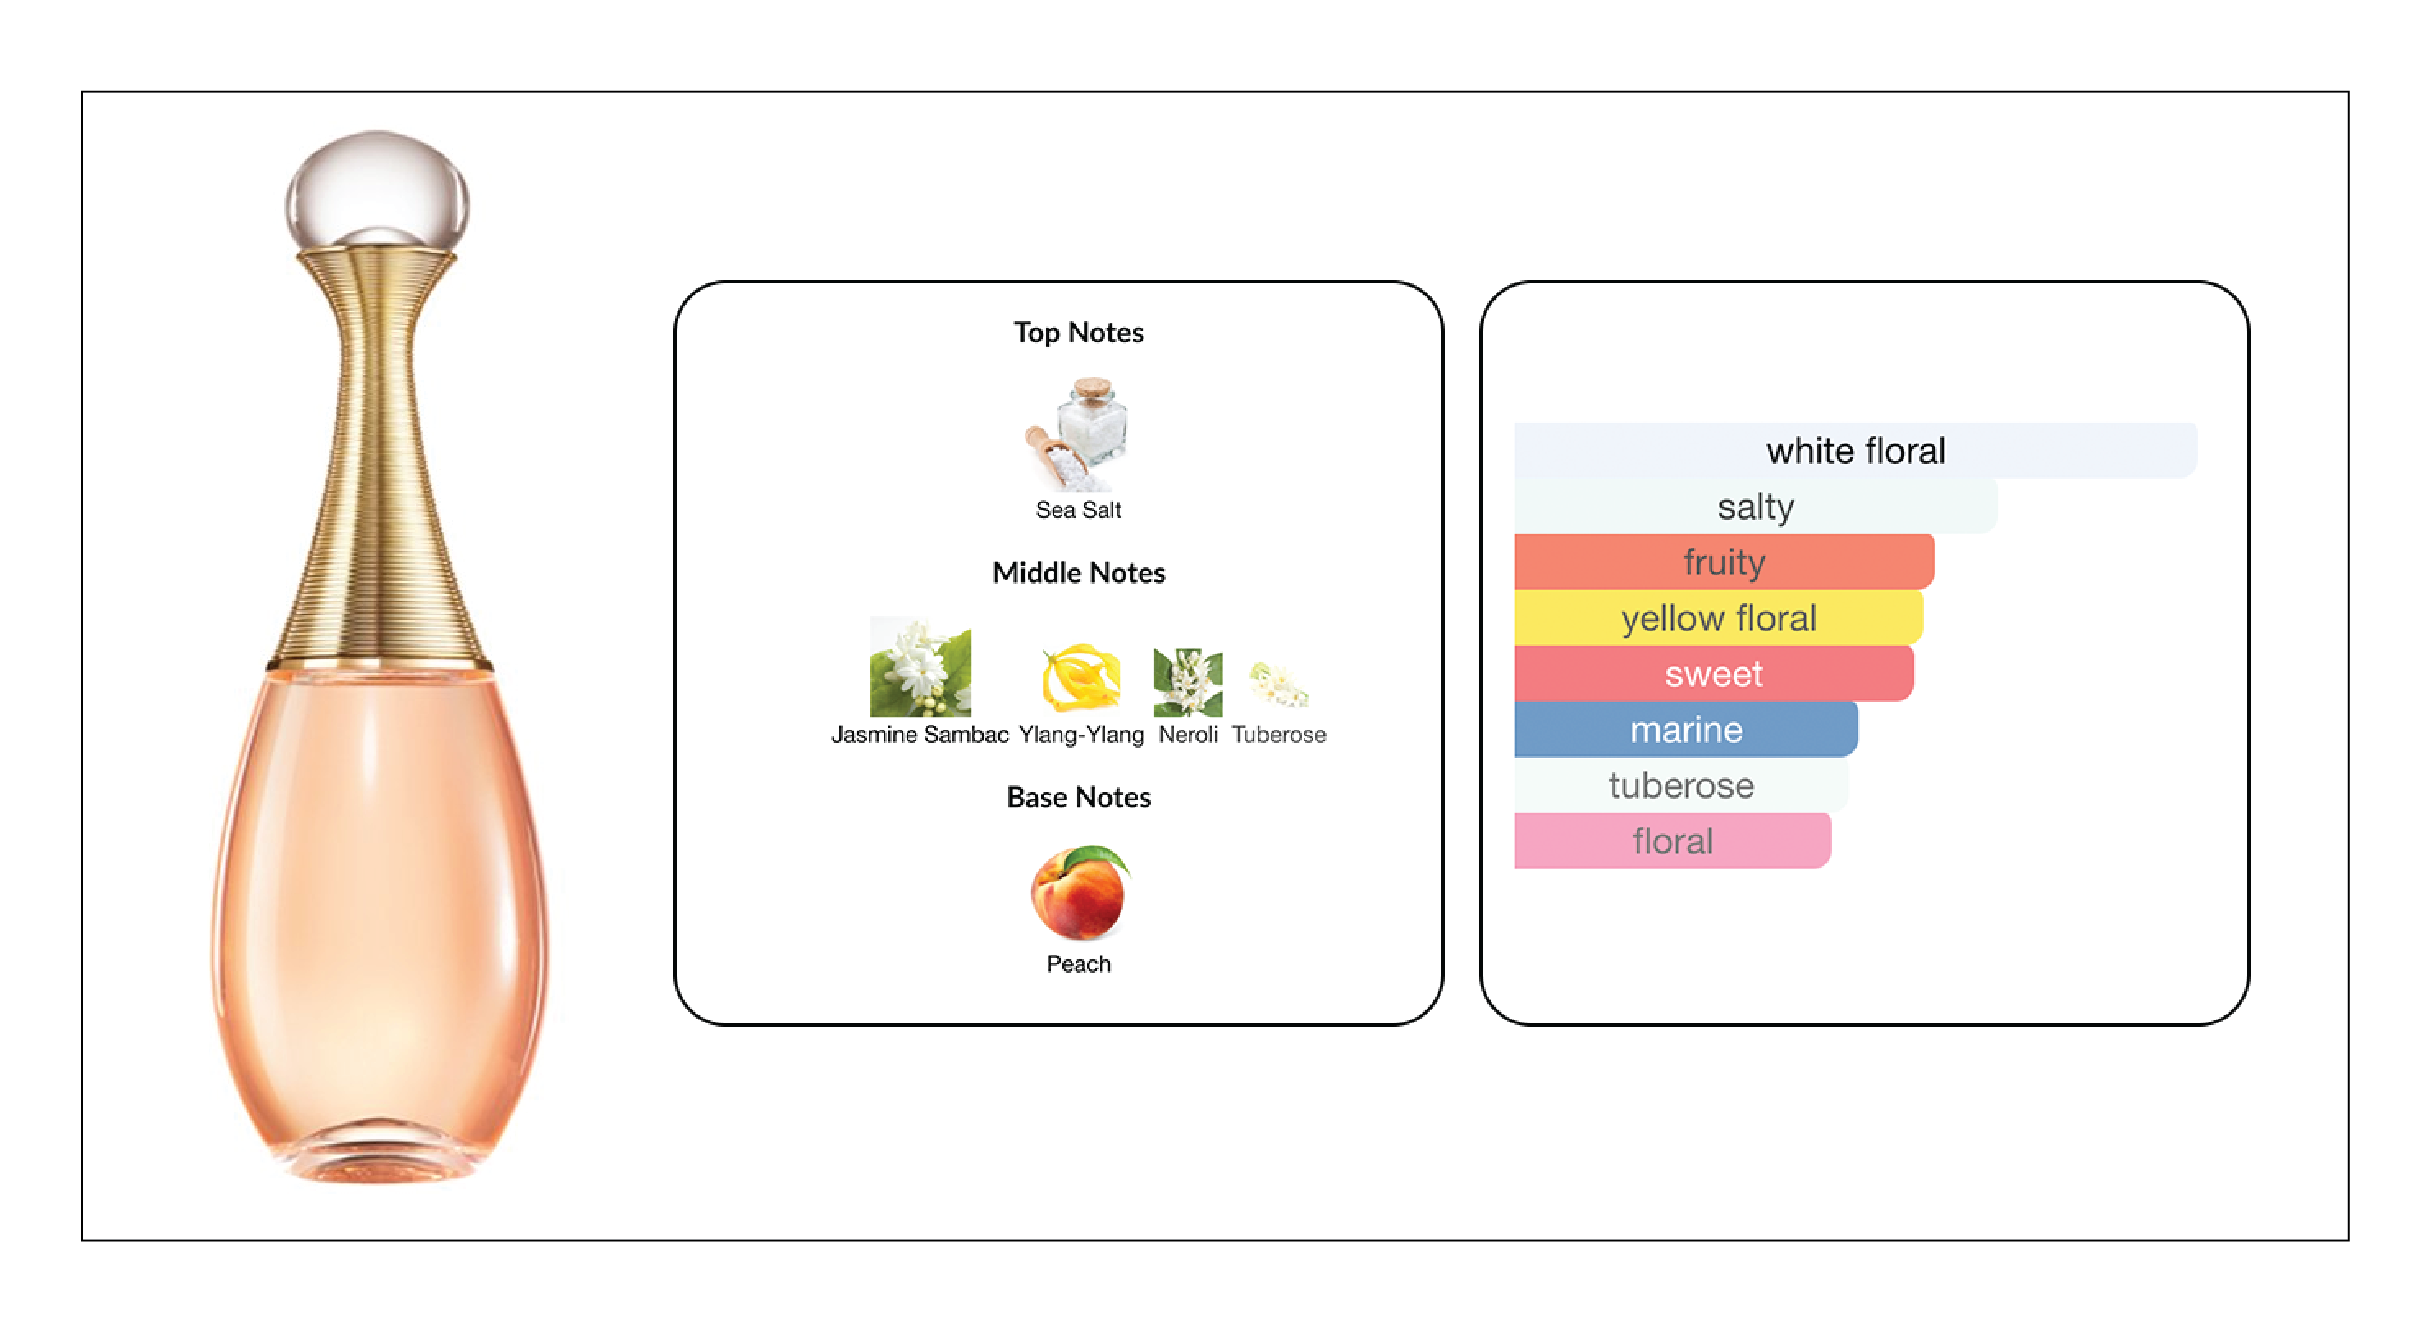 Top Notes
Sea Salt
Middle Notes
Jasmine Sambac Ylang-Ylang Neroli Tuberose
Base Notes
Peach
white floral
salty
fruity
yellow floral
sweet
marine
tuberose
floral